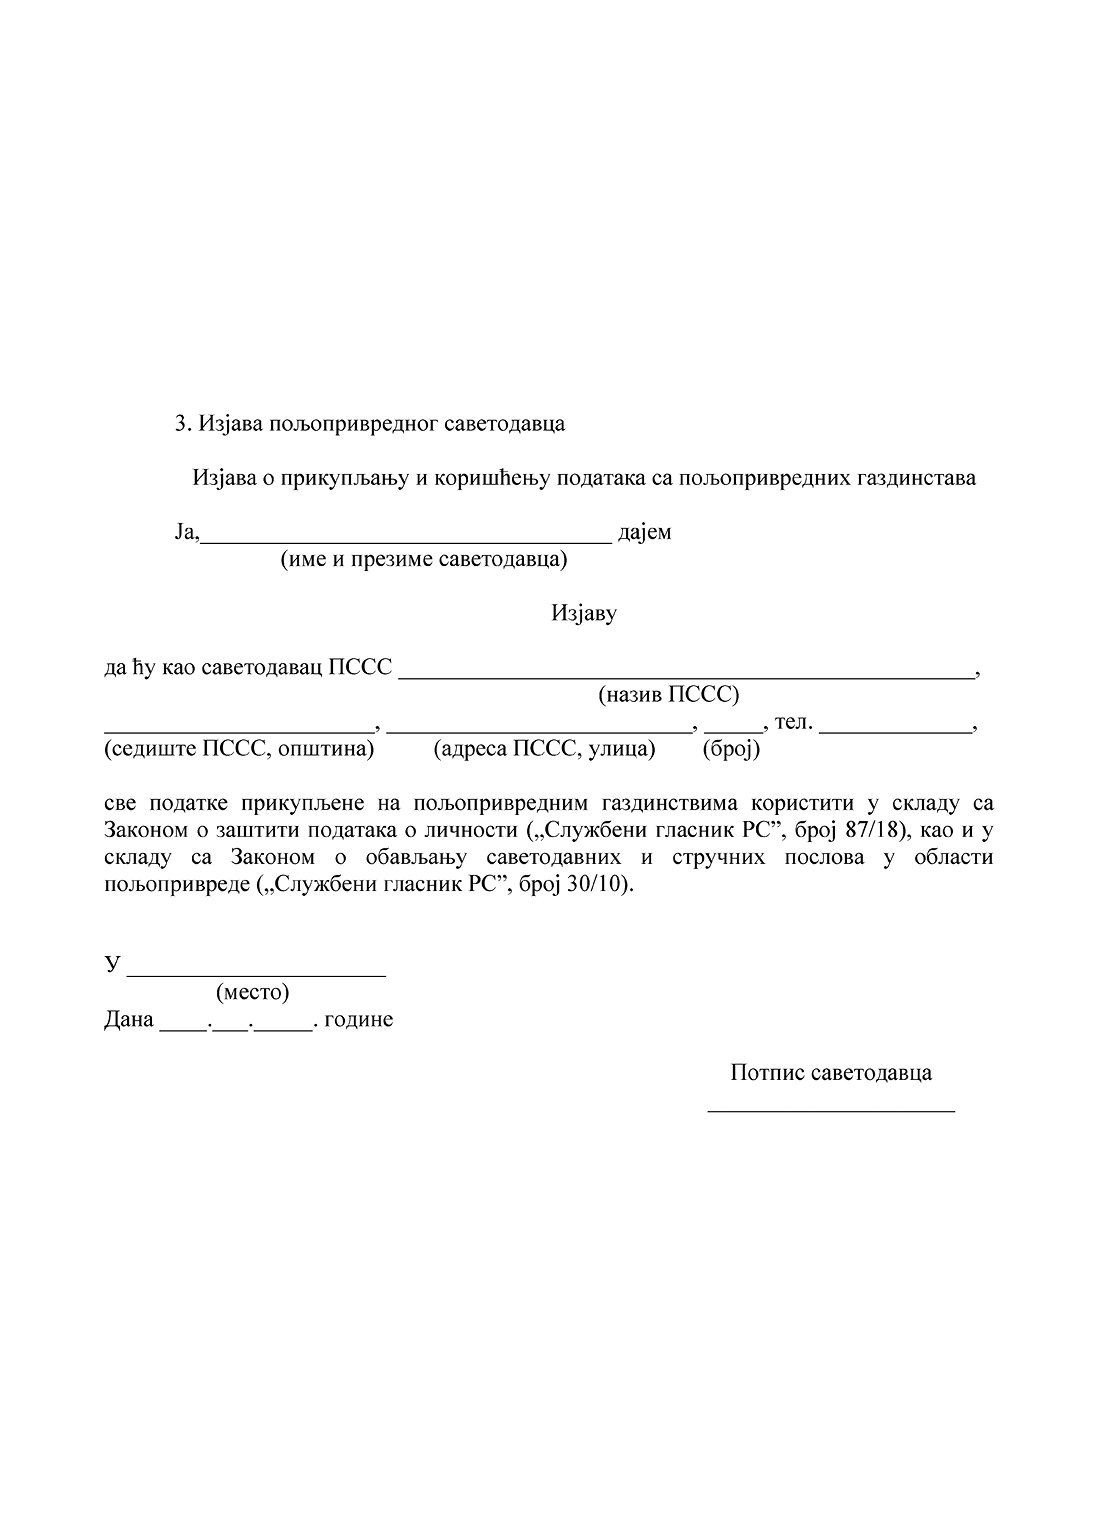 3. Изјава пољопривредног саветодавца
Изјава о прикупљању и коришћењу података са пољопривредних газдинстава
Ја,___________________________________ дајем
(име и презиме саветодавца)
Изјаву
да ћу као саветодавац ПССС _________________________________________________,
(назив ПССС)
_______________________, __________________________, _____, тел. _____________,
(седиште ПССС, општина) (адреса ПССС, улица) (број)
све податке прикупљене на пољопривредним газдинствима користити у складу са
Законом о заштити података о личности („Службени гласник РС”, број 87/18), као и у
складу са Законом о обављању саветодавних и стручних послова у области
пољопривреде („Службени гласник РС”, број 30/10).
У ______________________
(место)
Дана ____.___._____. године
Потпис саветодавца
_____________________